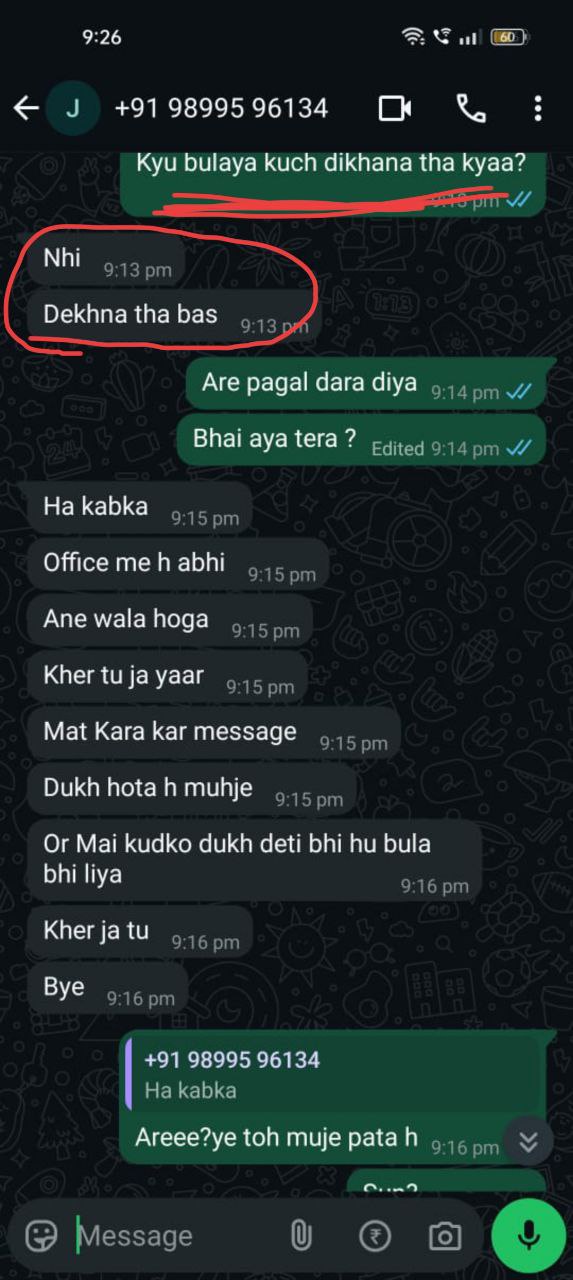 9:26
60
J
+91 98995 96134
Kyu bulaya kuch dikhana tha kyaa?
9:13 pm
Nhi
9:13 pm
Dekhna tha bas
9:13 pm
Are pagal dara diya
9:14 pm
Bhai aya tera ?
Edited 9:14 pm
Ha kabka
9:15 pm
Office me h abhi
9:15 pm
Ane wala hoga
9:15 pm
Kher tu ja yaar
9:15 pm
Mat Kara kar message
9:15 pm
Dukh hota h muhje
9:15 pm
Or Mai kudko dukh deti bhi hu bula
bhi liya
9:16 pm
Kher ja tu
9:16 pm
Bye
9:16 pm
+91 98995 96134
Ha kabka
Areee?ye toh muje pata h
9:16 pm
Message